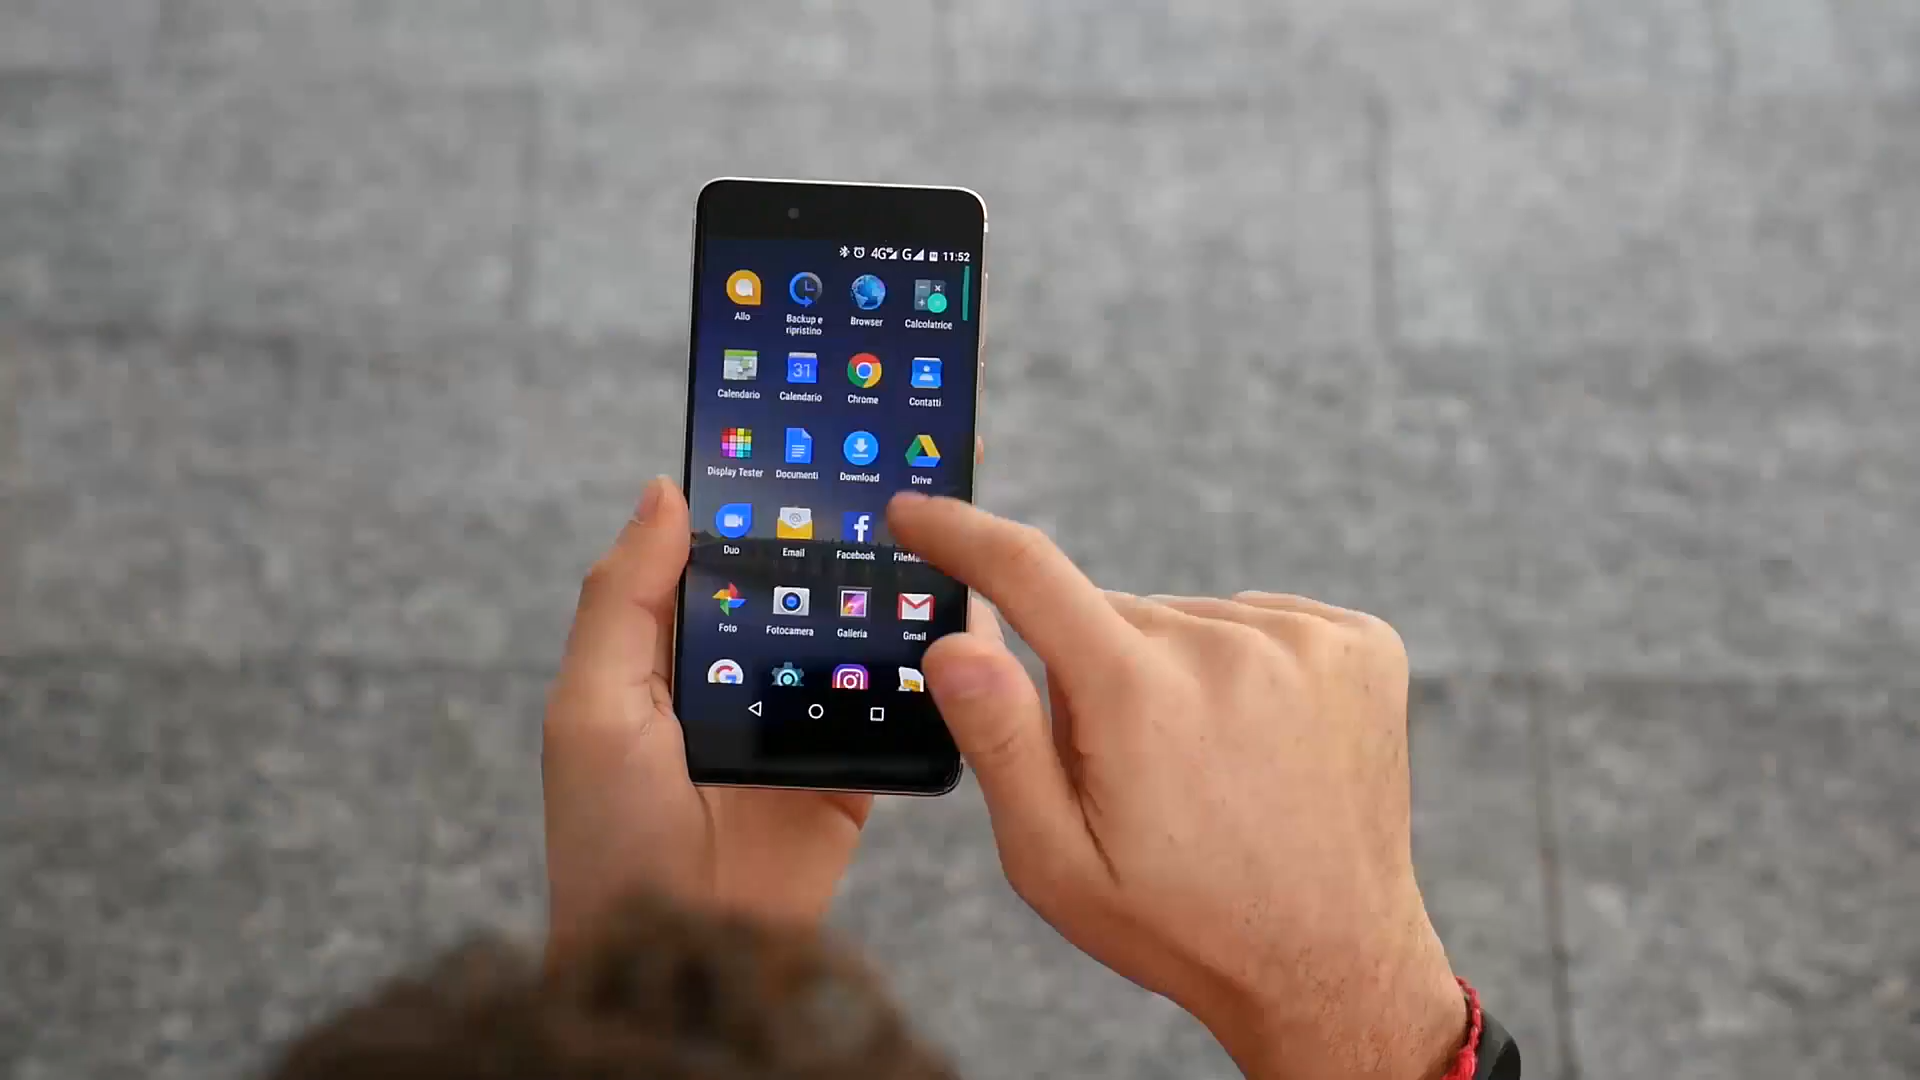 4G G 11:52
Allo
Backup e
ripristino
Browser
Calcolatrice
Calendario
31
Calendario
Chrome
Contatti
Display Tester
Documenti
Download
Drive
Duo
Email
Facebook
Foto
Fotocamera
Galleria
Gmail